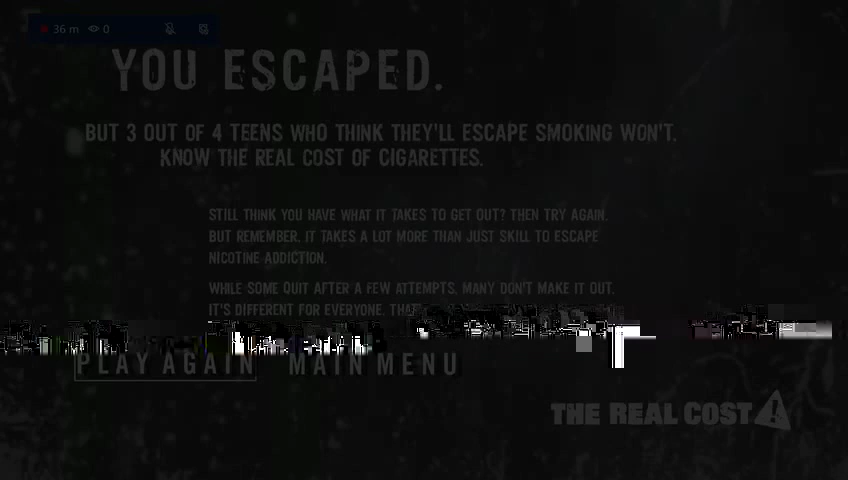 36 m 0
YOU ESCAPED.
BUT 3 OUT OF 4 TEENS WHO THINK THEY'LL ESCAPE SMOKING WON'T.
KNOW THE REAL COST OF CIGARETTES.
STILL THINK YOU HAVE WHAT IT TAKES TO GET OUT? THEN TRY AGAIN.
BUT REMEMBER, IT TAKES A LOT MORE THAN JUST SKILL TO ESCAPE
NICOTINE ADDICTION.
WHILE SOME QUIT AFTER A FEW ATTEMPTS, MANY DON'T MAKE IT OUT.
IT'S DIFFERENT FOR EVERYONE.
PLAY AGAIN MAIN MENU
THE REAL COST